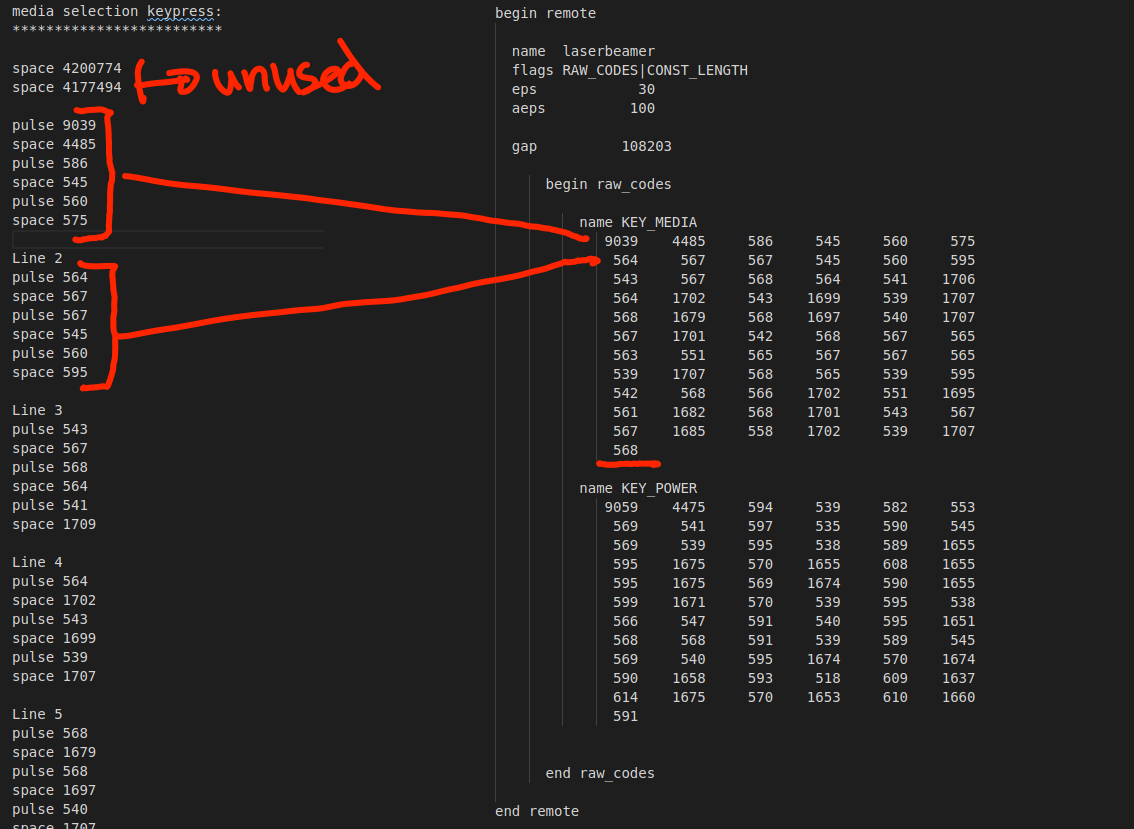 media selection keypress:
*************************
space 4200774
space 4177494
unused
pulse 9039
space 4485
pulse 586
space 545
pulse 560
space 575
Line 2
pulse 564
space 567
pulse 567
space 545
pulse 560
space 595
Line 3
pulse 543
space 567
pulse 568
space 564
pulse 541
space 1709
Line 4
pulse 564
space 1702
pulse 543
space 1699
pulse 539
space 1707
Line 5
pulse 568
space 1679
pulse 568
space 1697
pulse 540
space 1707
begin remote
name laserbeamer
flags RAW_CODES|CONST_LENGTH
eps 30
aeps 100
gap 108203
begin raw_codes
name KEY_MEDIA
9039 4485 586 545 560 575
564 567 567 545 560 595
543 567 568 564 541 1706
564 1702 543 1699 539 1707
568 1679 568 1697 540 1707
567 1701 542 568 567 565
563 551 565 567 567 565
539 1707 568 565 539 595
542 568 566 1702 551 1695
561 1682 568 1701 543 567
567 1685 558 1702 539 1707
568
name KEY_POWER
9059 4475 594 539 582 553
569 541 597 535 590 545
569 539 595 538 589 1655
595 1675 570 1655 608 1655
595 1675 569 1674 590 1655
599 1671 570 539 595 538
566 547 591 540 595 1651
568 568 591 539 589 545
569 540 595 1674 570 1674
590 1658 593 518 609 1637
614 1675 570 1653 610 1660
591
end raw_codes
end remote